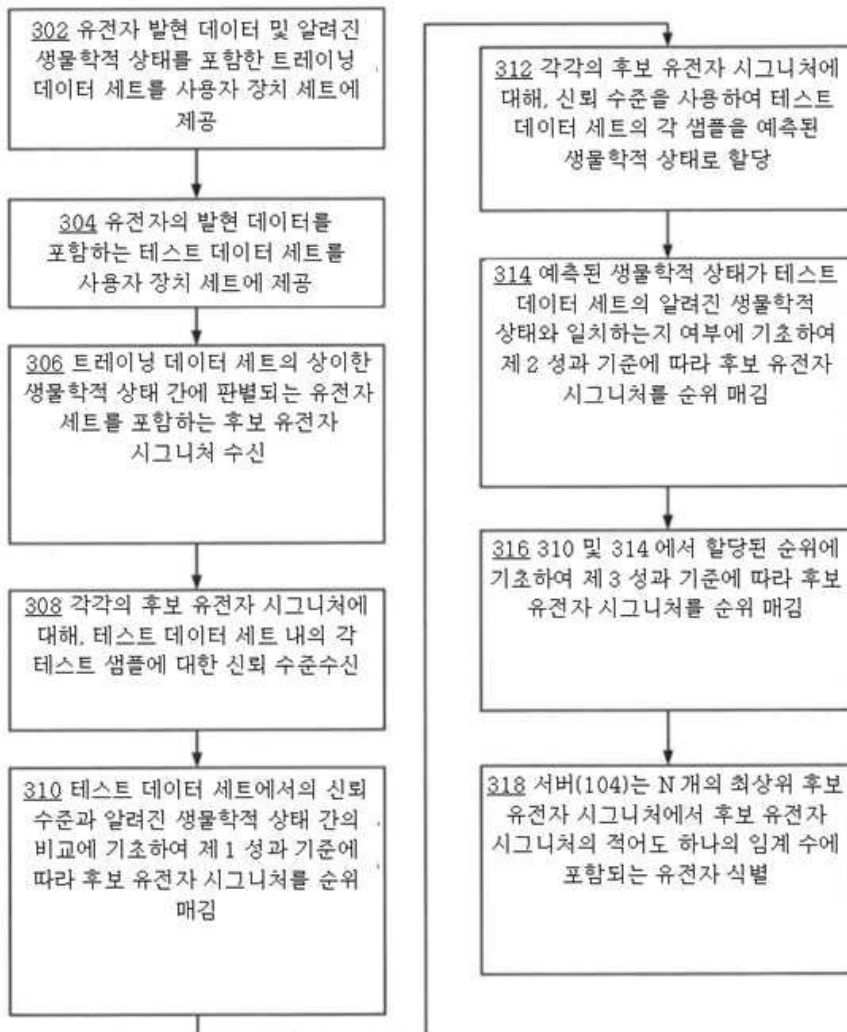 302 유전자 발현 데이터 및 알려진
생물학적 상태를 포함한 트레이닝
데이터 세트를 사용자 장치 세트에
제공
304 유전자의 발현 데이터를
포함하는 테스트 데이터 세트를
사용자 장치 세트에 제공
306 트레이닝 데이터 세트의 상이한
생물학적 상태 간에 판별되는 유전자
세트를 포함하는 후보 유전자
시그니처 수신
308 각각의 후보 유전자 시그니처에
대해, 테스트 데이터 세트 내의 각
테스트 샘플에 대한 신뢰 수준수신
310 테스트 데이터 세트에서의 신뢰
수준과 알려진 생물학적 상태 간의
비교에 기초하여 제 1 성과 기준에
따라 후보 유전자 시그니처를 순위
매김
312 각각의 후보 유전자 시그니처에
대해, 신뢰 수준을 사용하여 테스트
데이터 세트의 각 샘플을 예측된
생물학적 상태로 할당
314 예측된 생물학적 상태가 테스트
데이터 세트의 알려진 생물학적
상태와 일치하는지 여부에 기초하여
제 2 성과 기준에 따라 후보 유전자
시그니처를 순위 매김
316 310 및 314 에서 할당된 순위에
기초하여 제 3 성과 기준에 따라 후보
유전자 시그니처를 순위 매김
318 서버(104)는 N 개의 최상위 후보
유전자 시그니처에서 후보 유전자
시그니처의 적어도 하나의 임계 수에
포함되는 유전자 식별